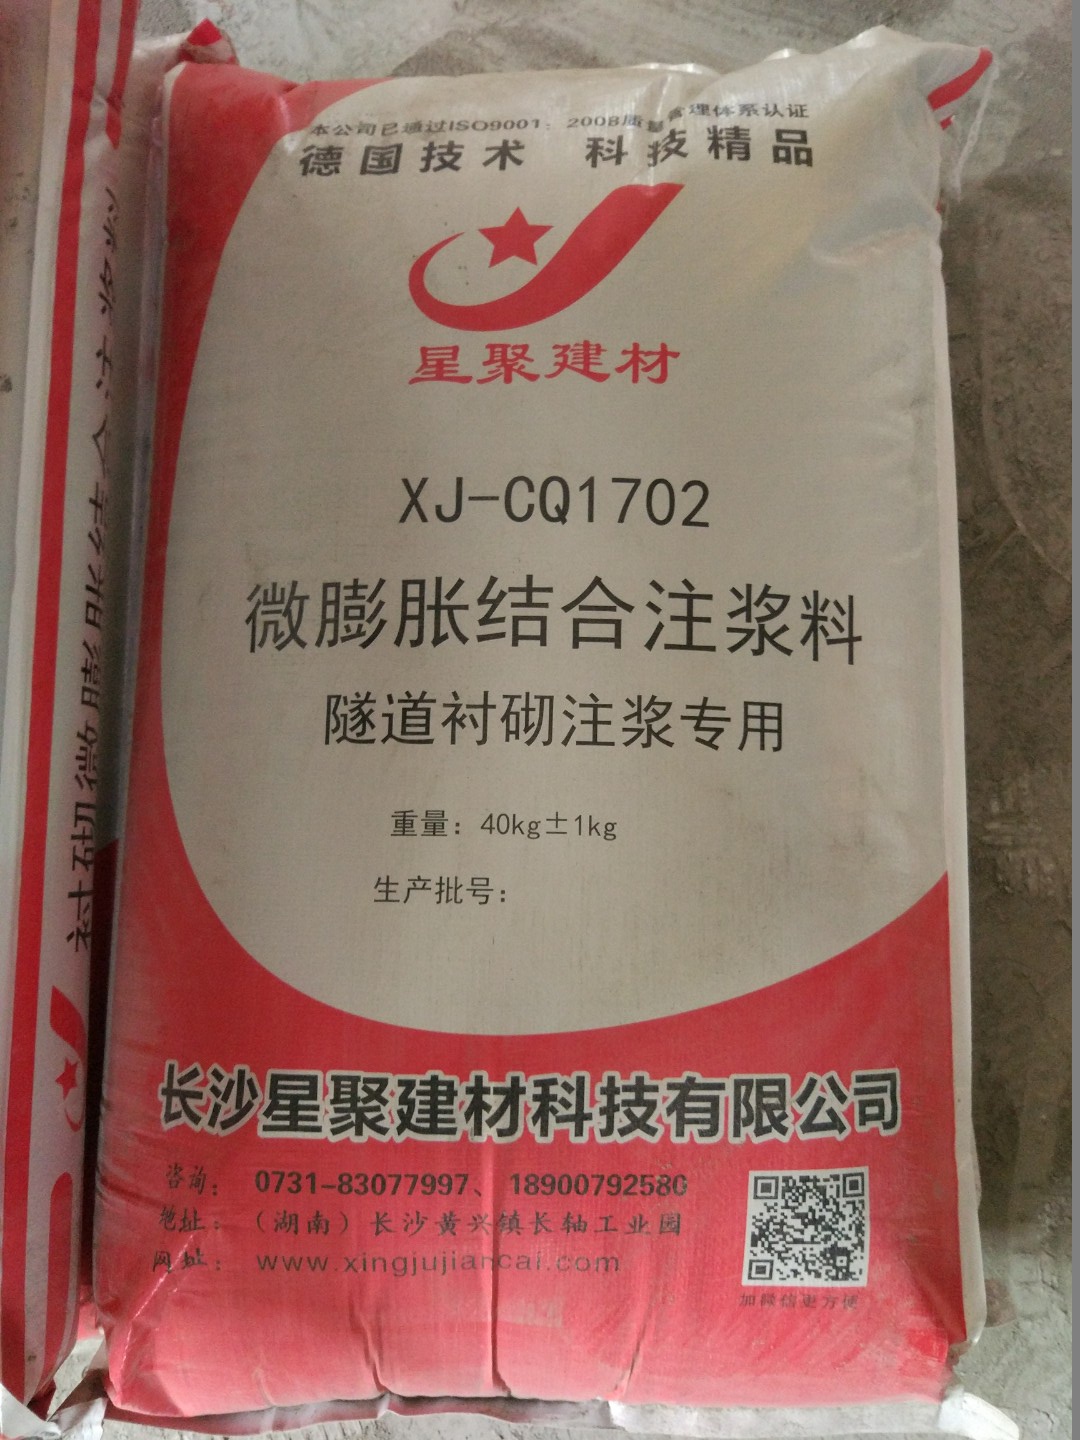 本公司已通过ISO9001：2008质量管理体系认证
德国技术 科技精品
星聚建材
XJ-CQ1702
微膨胀结合注浆料
隧道衬砌注浆专用
重量：40kg±1kg
生产批号：
长沙星聚建材科技有限公司
咨询：0731-83077997、18900792580
地址：（湖南）长沙黄兴镇长轴工业园
网址：www.xingjujiancai.com
加微信更方便